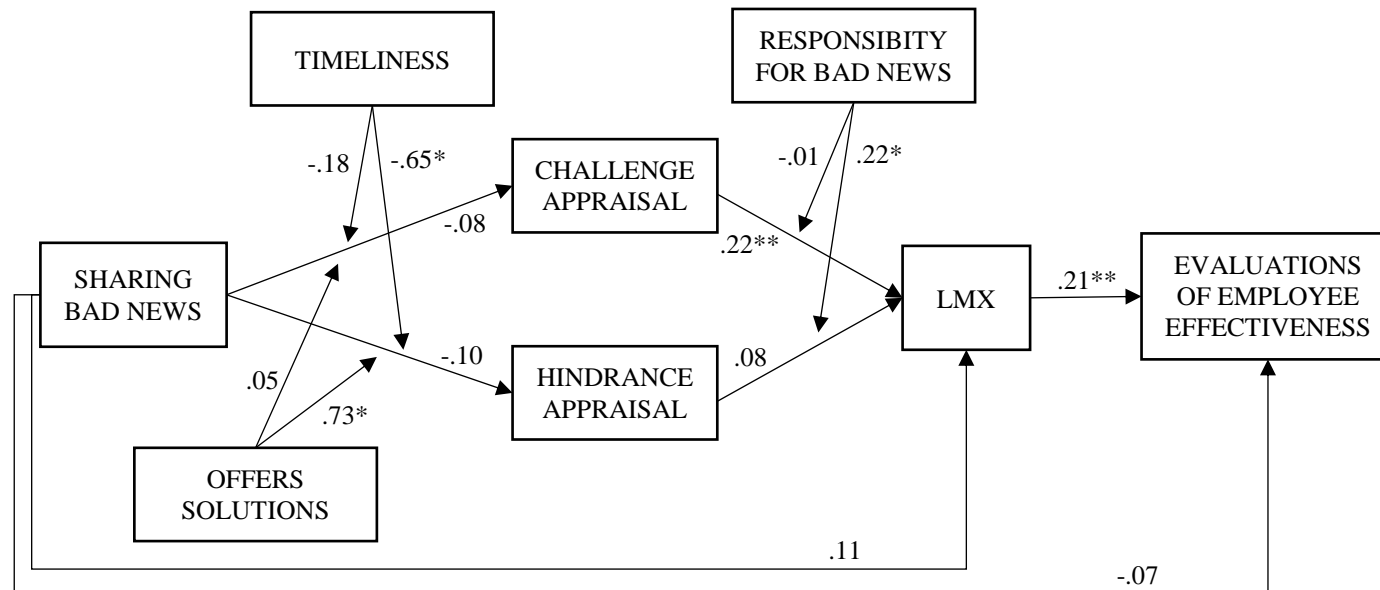 TIMELINESS
RESPONSIBITY
FOR BAD NEWS
-.18
-.65*
-.01
.22*
CHALLENGE
APPRAISAL
-.08
.22**
SHARING
BAD NEWS
LMX
.21**
EVALUATIONS
OF EMPLOYEE
EFFECTIVENESS
-.10
.08
.05
.73*
HINDRANCE
APPRAISAL
OFFERS
SOLUTIONS
.11
-.07